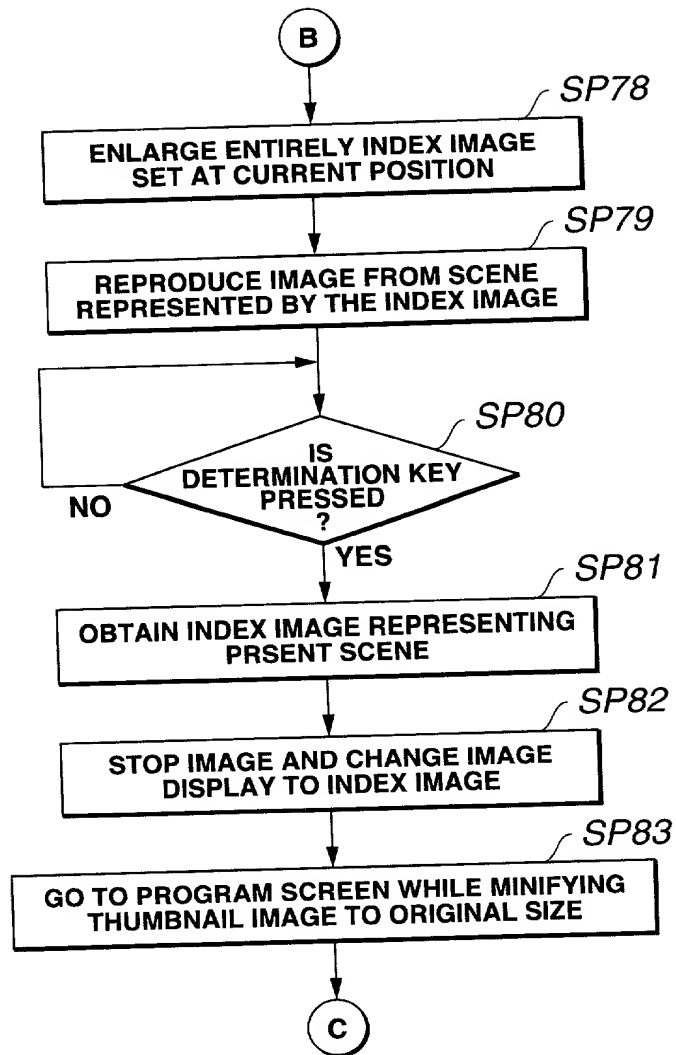 B
SP78
ENLARGE ENTIRELY INDEX IMAGE
SET AT CURRENT POSITION
SP79
REPRODUCE IMAGE FROM SCENE
REPRESENTED BY THE INDEX IMAGE
SP80
IS
DETERMINATION KEY
PRESSED
?
NO
YES
SP81
OBTAIN INDEX IMAGE REPRESENTING
PRSENT SCENE
SP82
STOP IMAGE AND CHANGE IMAGE
DISPLAY TO INDEX IMAGE
SP83
GO TO PROGRAM SCREEN WHILE MINIFYING
THUMBNAIL IMAGE TO ORIGINAL SIZE
C